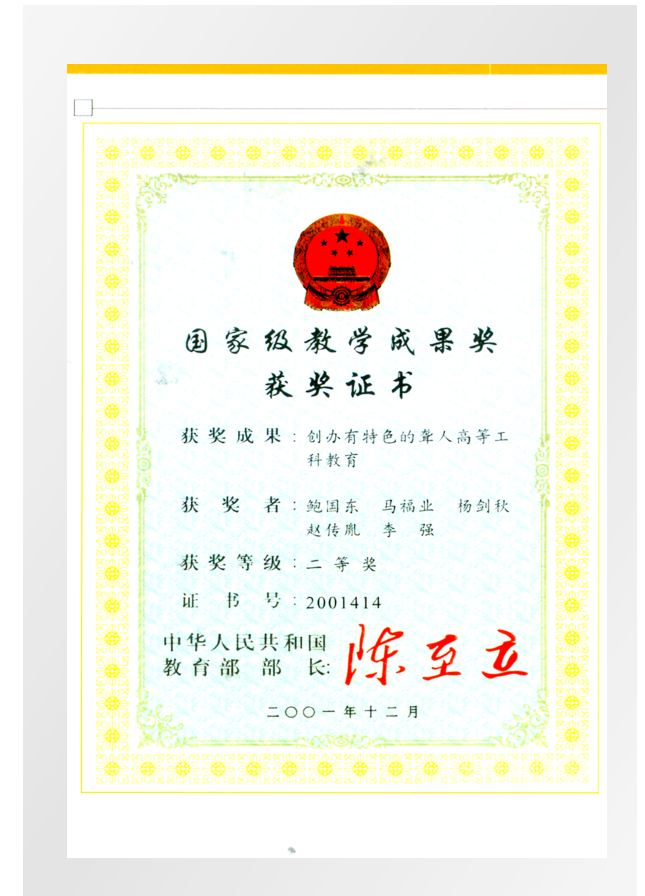 国家级教学成果奖
获奖证书
获奖成果：创办有特色的聋人高等工
科教育
获奖者：鲍国东 马福业 杨剑秋
赵传胤 李强
获奖等级：二等奖
证书号：2001414
中华人民共和国
教育部部长：陈至立
二〇〇一年十二月